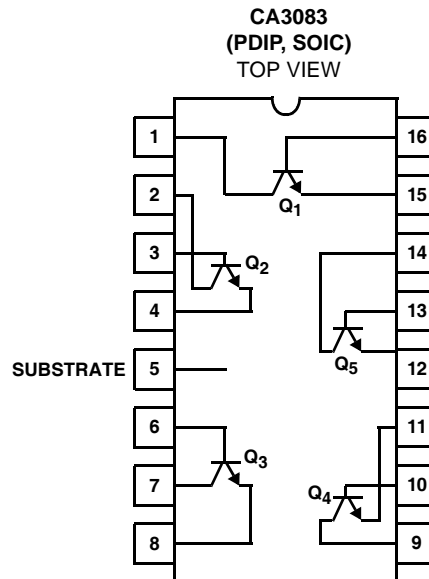 CA3083
(PDIP, SOIC)
TOP VIEW
1
16
2
Q1
15
3
Q2
14
4
13
SUBSTRATE 5
Q5
12
6
11
7
Q3
Q4
10
8
9